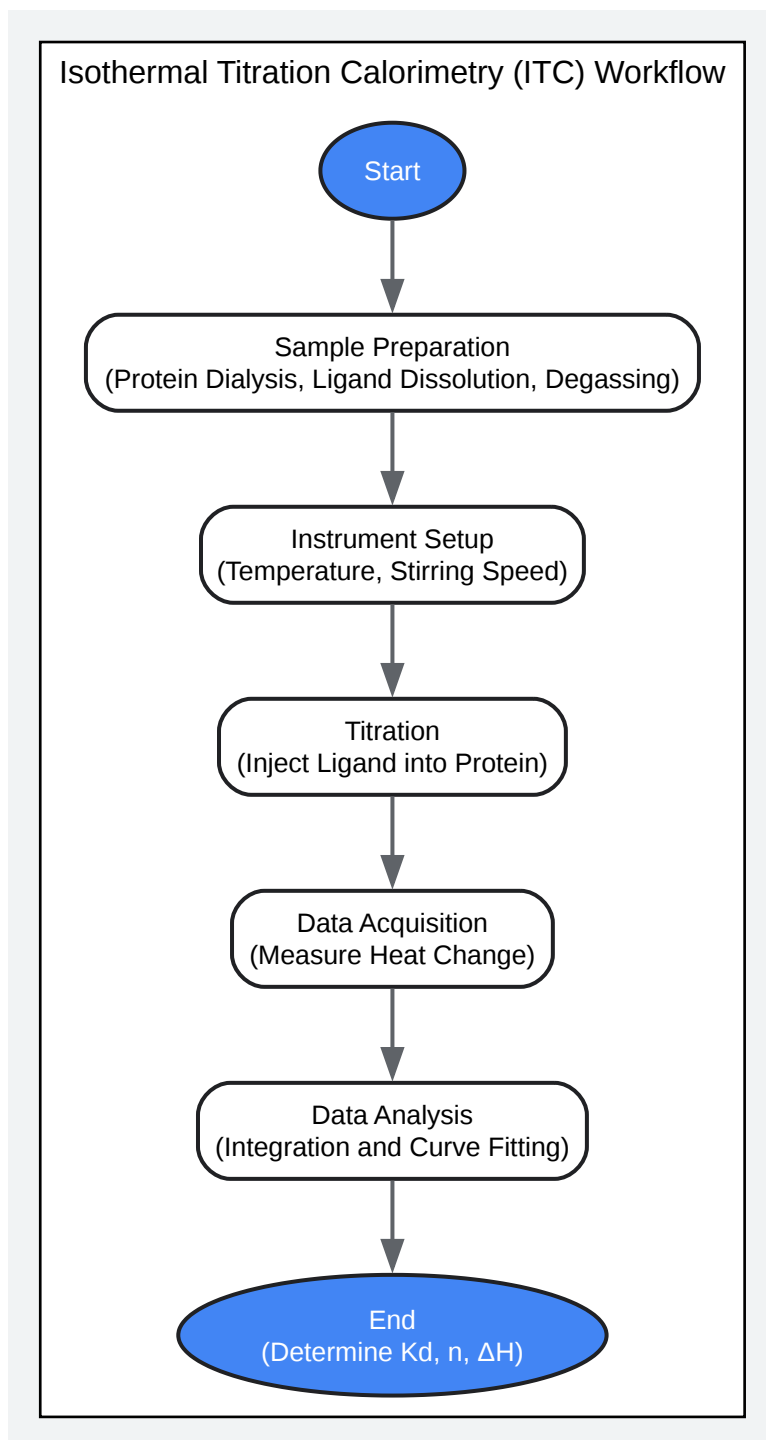 Isothermal Titration Calorimetry (ITC) Workflow
Start
Sample Preparation
(Protein Dialysis, Ligand Dissolution, Degassing)
Instrument Setup
(Temperature, Stirring Speed)
Titration
(Inject Ligand into Protein)
Data Acquisition
(Measure Heat Change)
Data Analysis
(Integration and Curve Fitting)
End
(Determine Kd, n, ΔH)